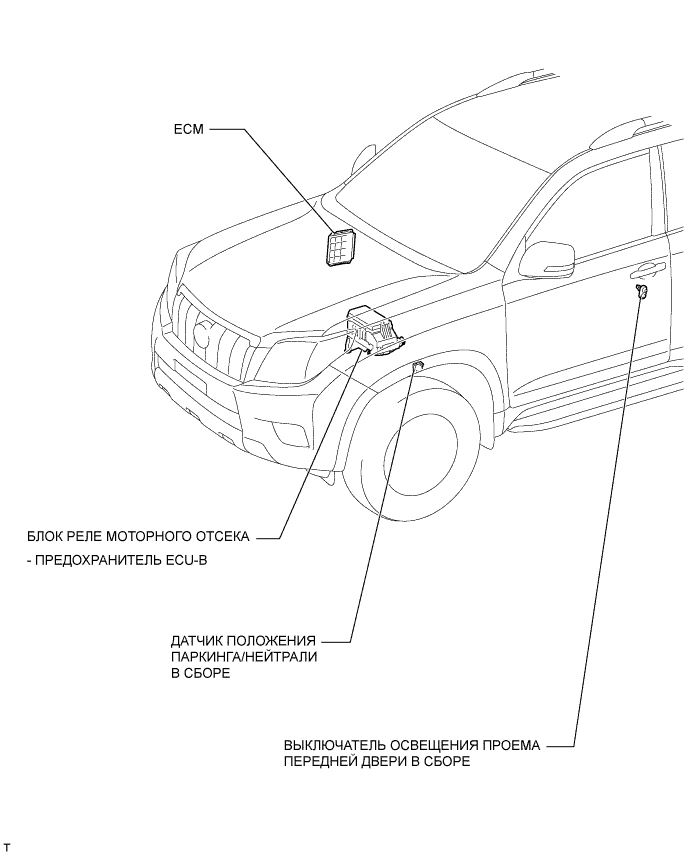 ECM
БЛОК РЕЛЕ МОТОРНОГО ОТСЕКА
- ПРЕДОХРАНИТЕЛЬ ECU-B
ДАТЧИК ПОЛОЖЕНИЯ
ПАРКИНГА/НЕЙТРАЛИ
В СБОРЕ
ВЫКЛЮЧАТЕЛЬ ОСВЕЩЕНИЯ ПРОЕМА
ПЕРЕДНЕЙ ДВЕРИ В СБОРЕ
T